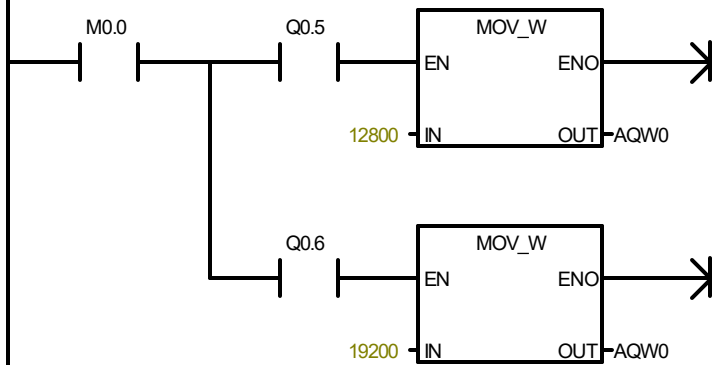 M0.0 Q0.5 MOV_W
EN ENO
12800 IN OUT AQW0
Q0.6 MOV_W
EN ENO
19200 IN OUT AQW0